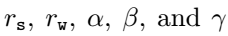 r_s, r_w, α, β, and γ